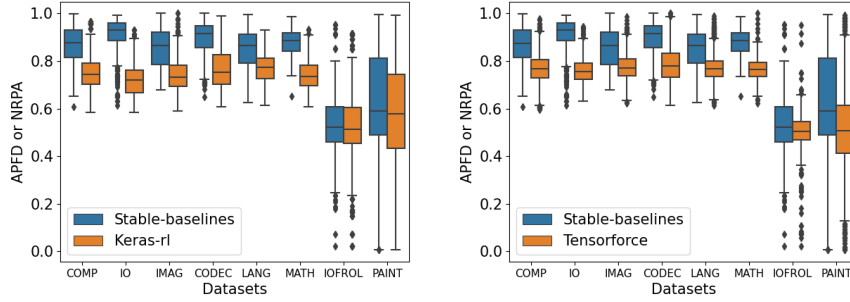 APFD or NRPA
1.0
0.8
0.6
0.4
0.2
0.0
Stable-baselines
Keras-rl
COMP IO IMAG CODEC LANG MATH IOFROL PAINT
Datasets
APFD or NRPA
1.0
0.8
0.6
0.4
0.2
0.0
Stable-baselines
Tensorforce
COMP IO IMAG CODEC LANG MATH IOFROL PAINT
Datasets